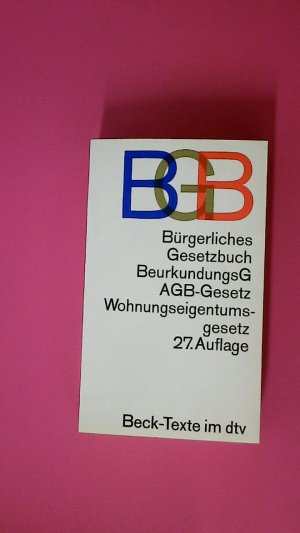 BGB
Bürgerliches
Gesetzbuch
BeurkundungsG
AGB-Gesetz
Wohnungseigentums-
gesetz
27. Auflage
Beck-Texte im dtv